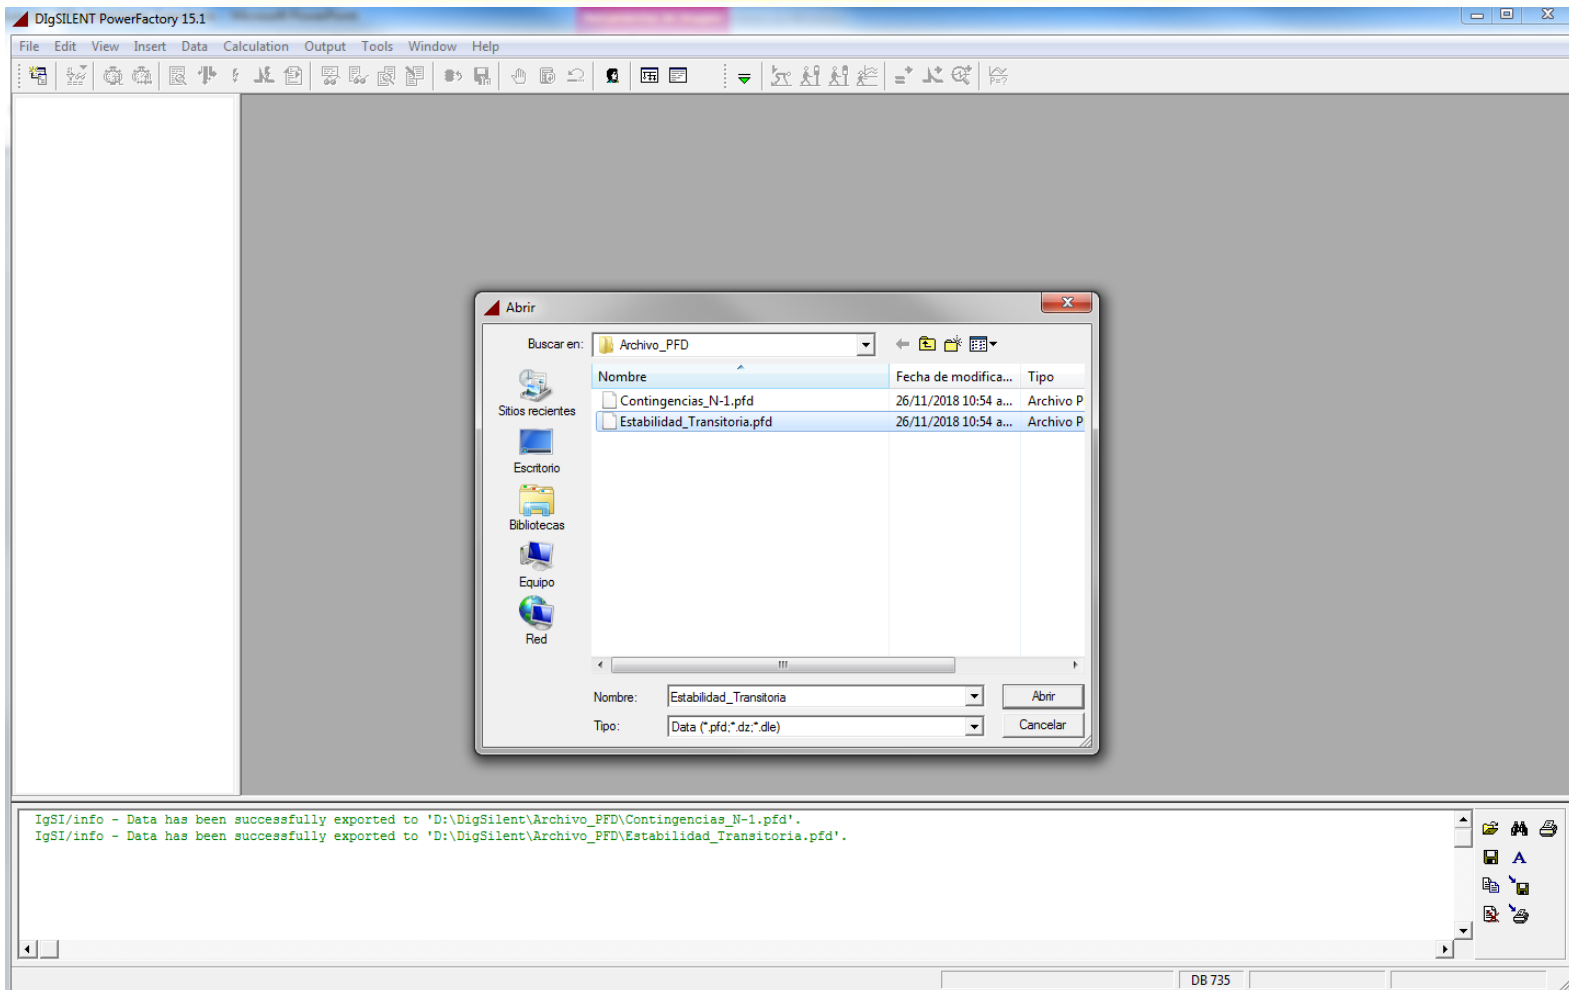 DIgSILENT PowerFactory 15.1
File Edit View Insert Data Calculation Output Tools Window Help
Abrir
Buscar en: Archivo_PFD
Nombre Fecha de modifica... Tipo
Contingencias_N-1.pfd 26/11/2018 10:54 a... Archivo P
Estabilidad_Transitoria.pfd 26/11/2018 10:54 a... Archivo P
Sitios recientes
Escritorio
Bibliotecas
Equipo
Red
Nombre: Estabilidad_Transitoria Abrir
Tipo: Data (*.pfd;*.dz;*.dle) Cancelar
IgSI/info - Data has been successfully exported to 'D:\DigSilent\Archivo_PFD\Contingencias_N-1.pfd'.
IgSI/info - Data has been successfully exported to 'D:\DigSilent\Archivo_PFD\Estabilidad_Transitoria.pfd'.
DB 735